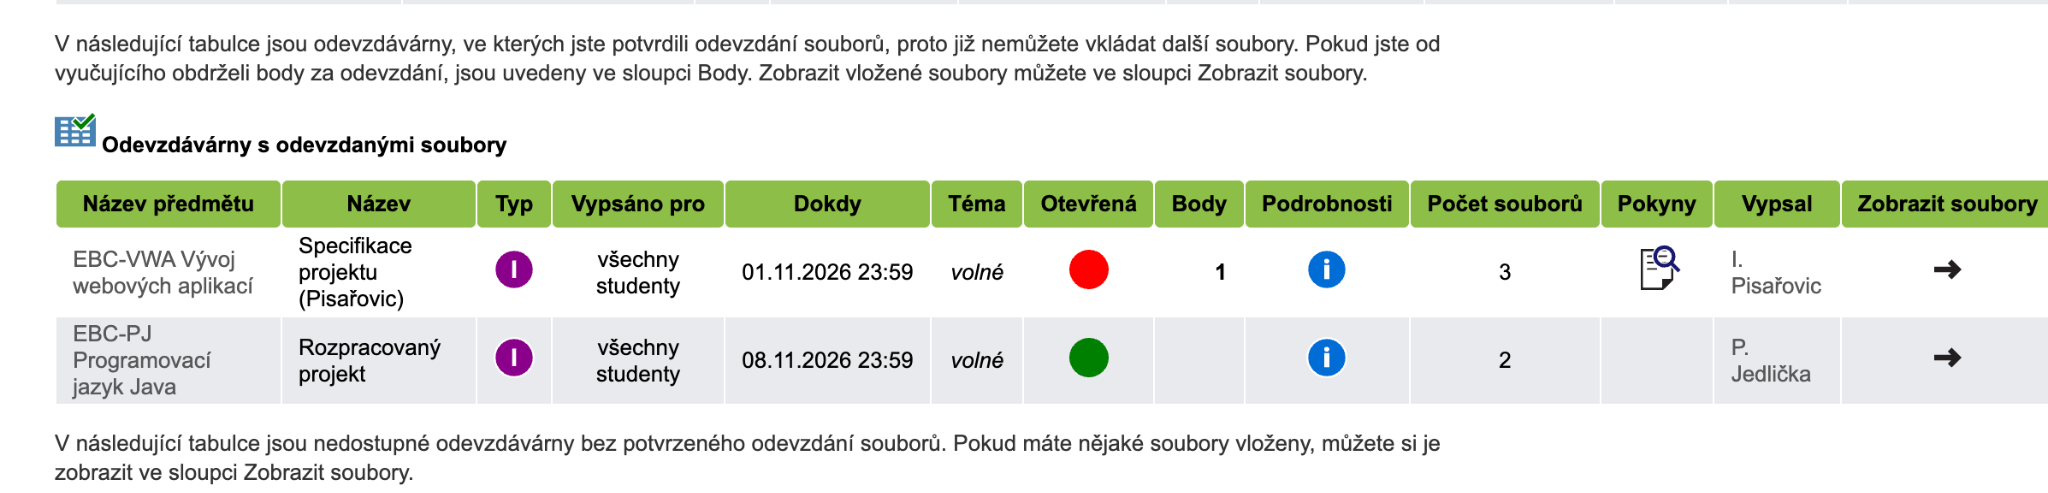 V následující tabulce jsou odevzdávárny, ve kterých jste potvrdili odevzdání souborů, proto již nemůžete vkládat další soubory. Pokud jste od
vyučujícího obdrželi body za odevzdání, jsou uvedeny ve sloupci Body. Zobrazit vložené soubory můžete ve sloupci Zobrazit soubory.
Odevzdávárny s odevzdanými soubory
Název předmětu Název Typ Vypsáno pro Dokdy Téma Otevřená Body Podrobnosti Počet souborů Pokyny Vypsal Zobrazit soubory
EBC-VWA Vývoj
webových aplikací
Specifikace
projektu
(Pisařovic)
I
všechny
studenty
01.11.2026 23:59
volné
1
i
3
I.
Pisařovic
EBC-PJ
Programovací
jazyk Java
Rozpracovaný
projekt
I
všechny
studenty
08.11.2026 23:59
volné
i
2
P.
Jedlička
V následující tabulce jsou nedostupné odevzdávárny bez potvrzeného odevzdání souborů. Pokud máte nějaké soubory vloženy, můžete si je
zobrazit ve sloupci Zobrazit soubory.